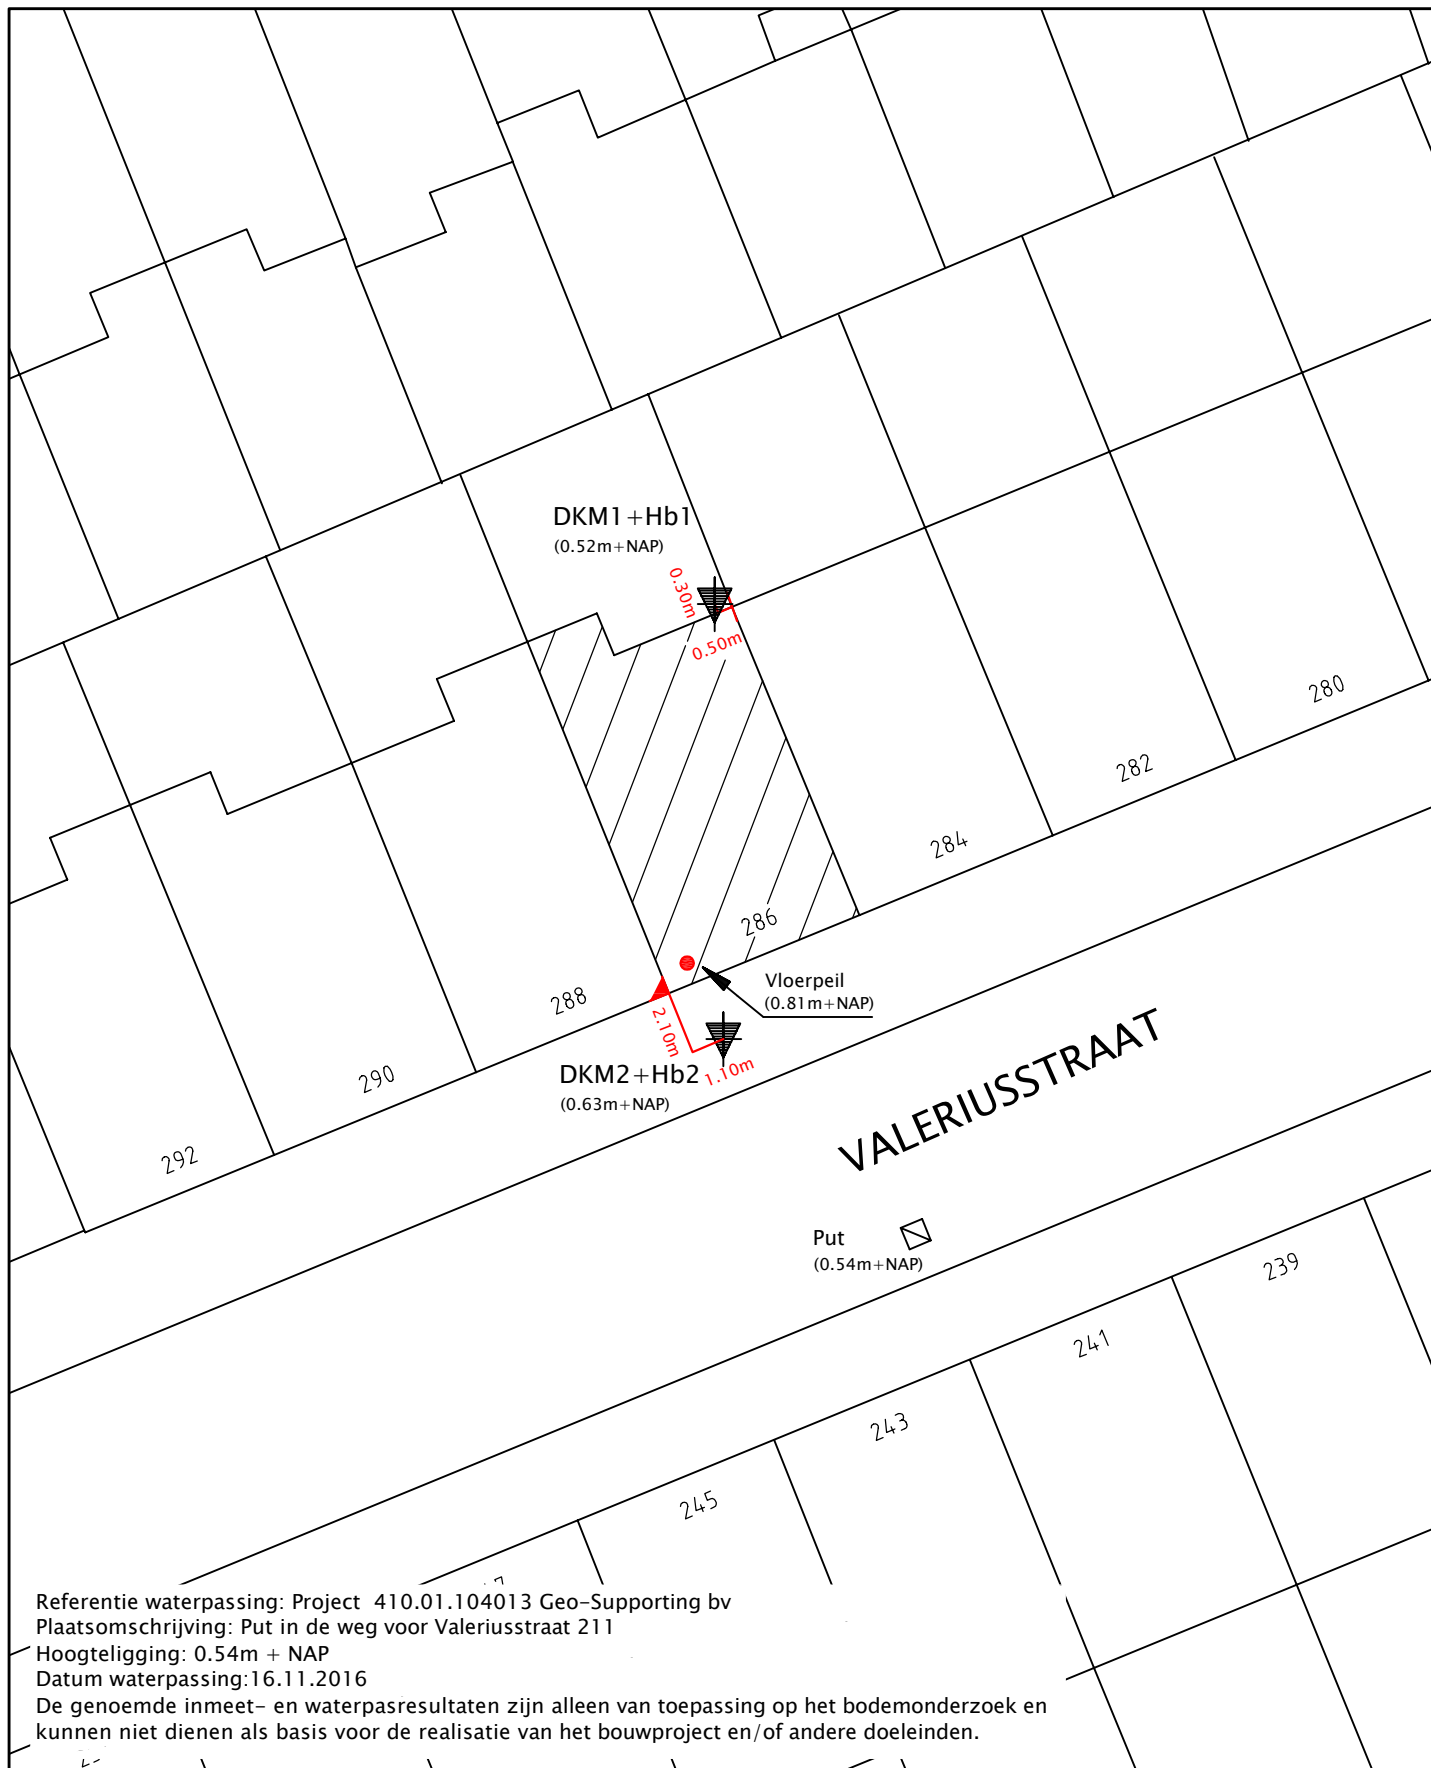 DKM1+Hb1
(0.52m+NAP)
0.30m
0.50m
280
282
284
286
Vloerpeil
(0.81m+NAP)
288
2.10m
1.10m
DKM2+Hb2
(0.63m+NAP)
290
292
VALERIUSSTRAAT
Put
(0.54m+NAP)
239
241
243
245
Referentie waterpassing: Project 410.01.104013 Geo-Supporting bv
Plaatsomschrijving: Put in de weg voor Valeriusstraat 211
Hoogteligging: 0.54m + NAP
Datum waterpassing:16.11.2016
De genoemde inmeet- en waterpasresultaten zijn alleen van toepassing op het bodemonderzoek en
kunnen niet dienen als basis voor de realisatie van het bouwproject en/of andere doeleinden.